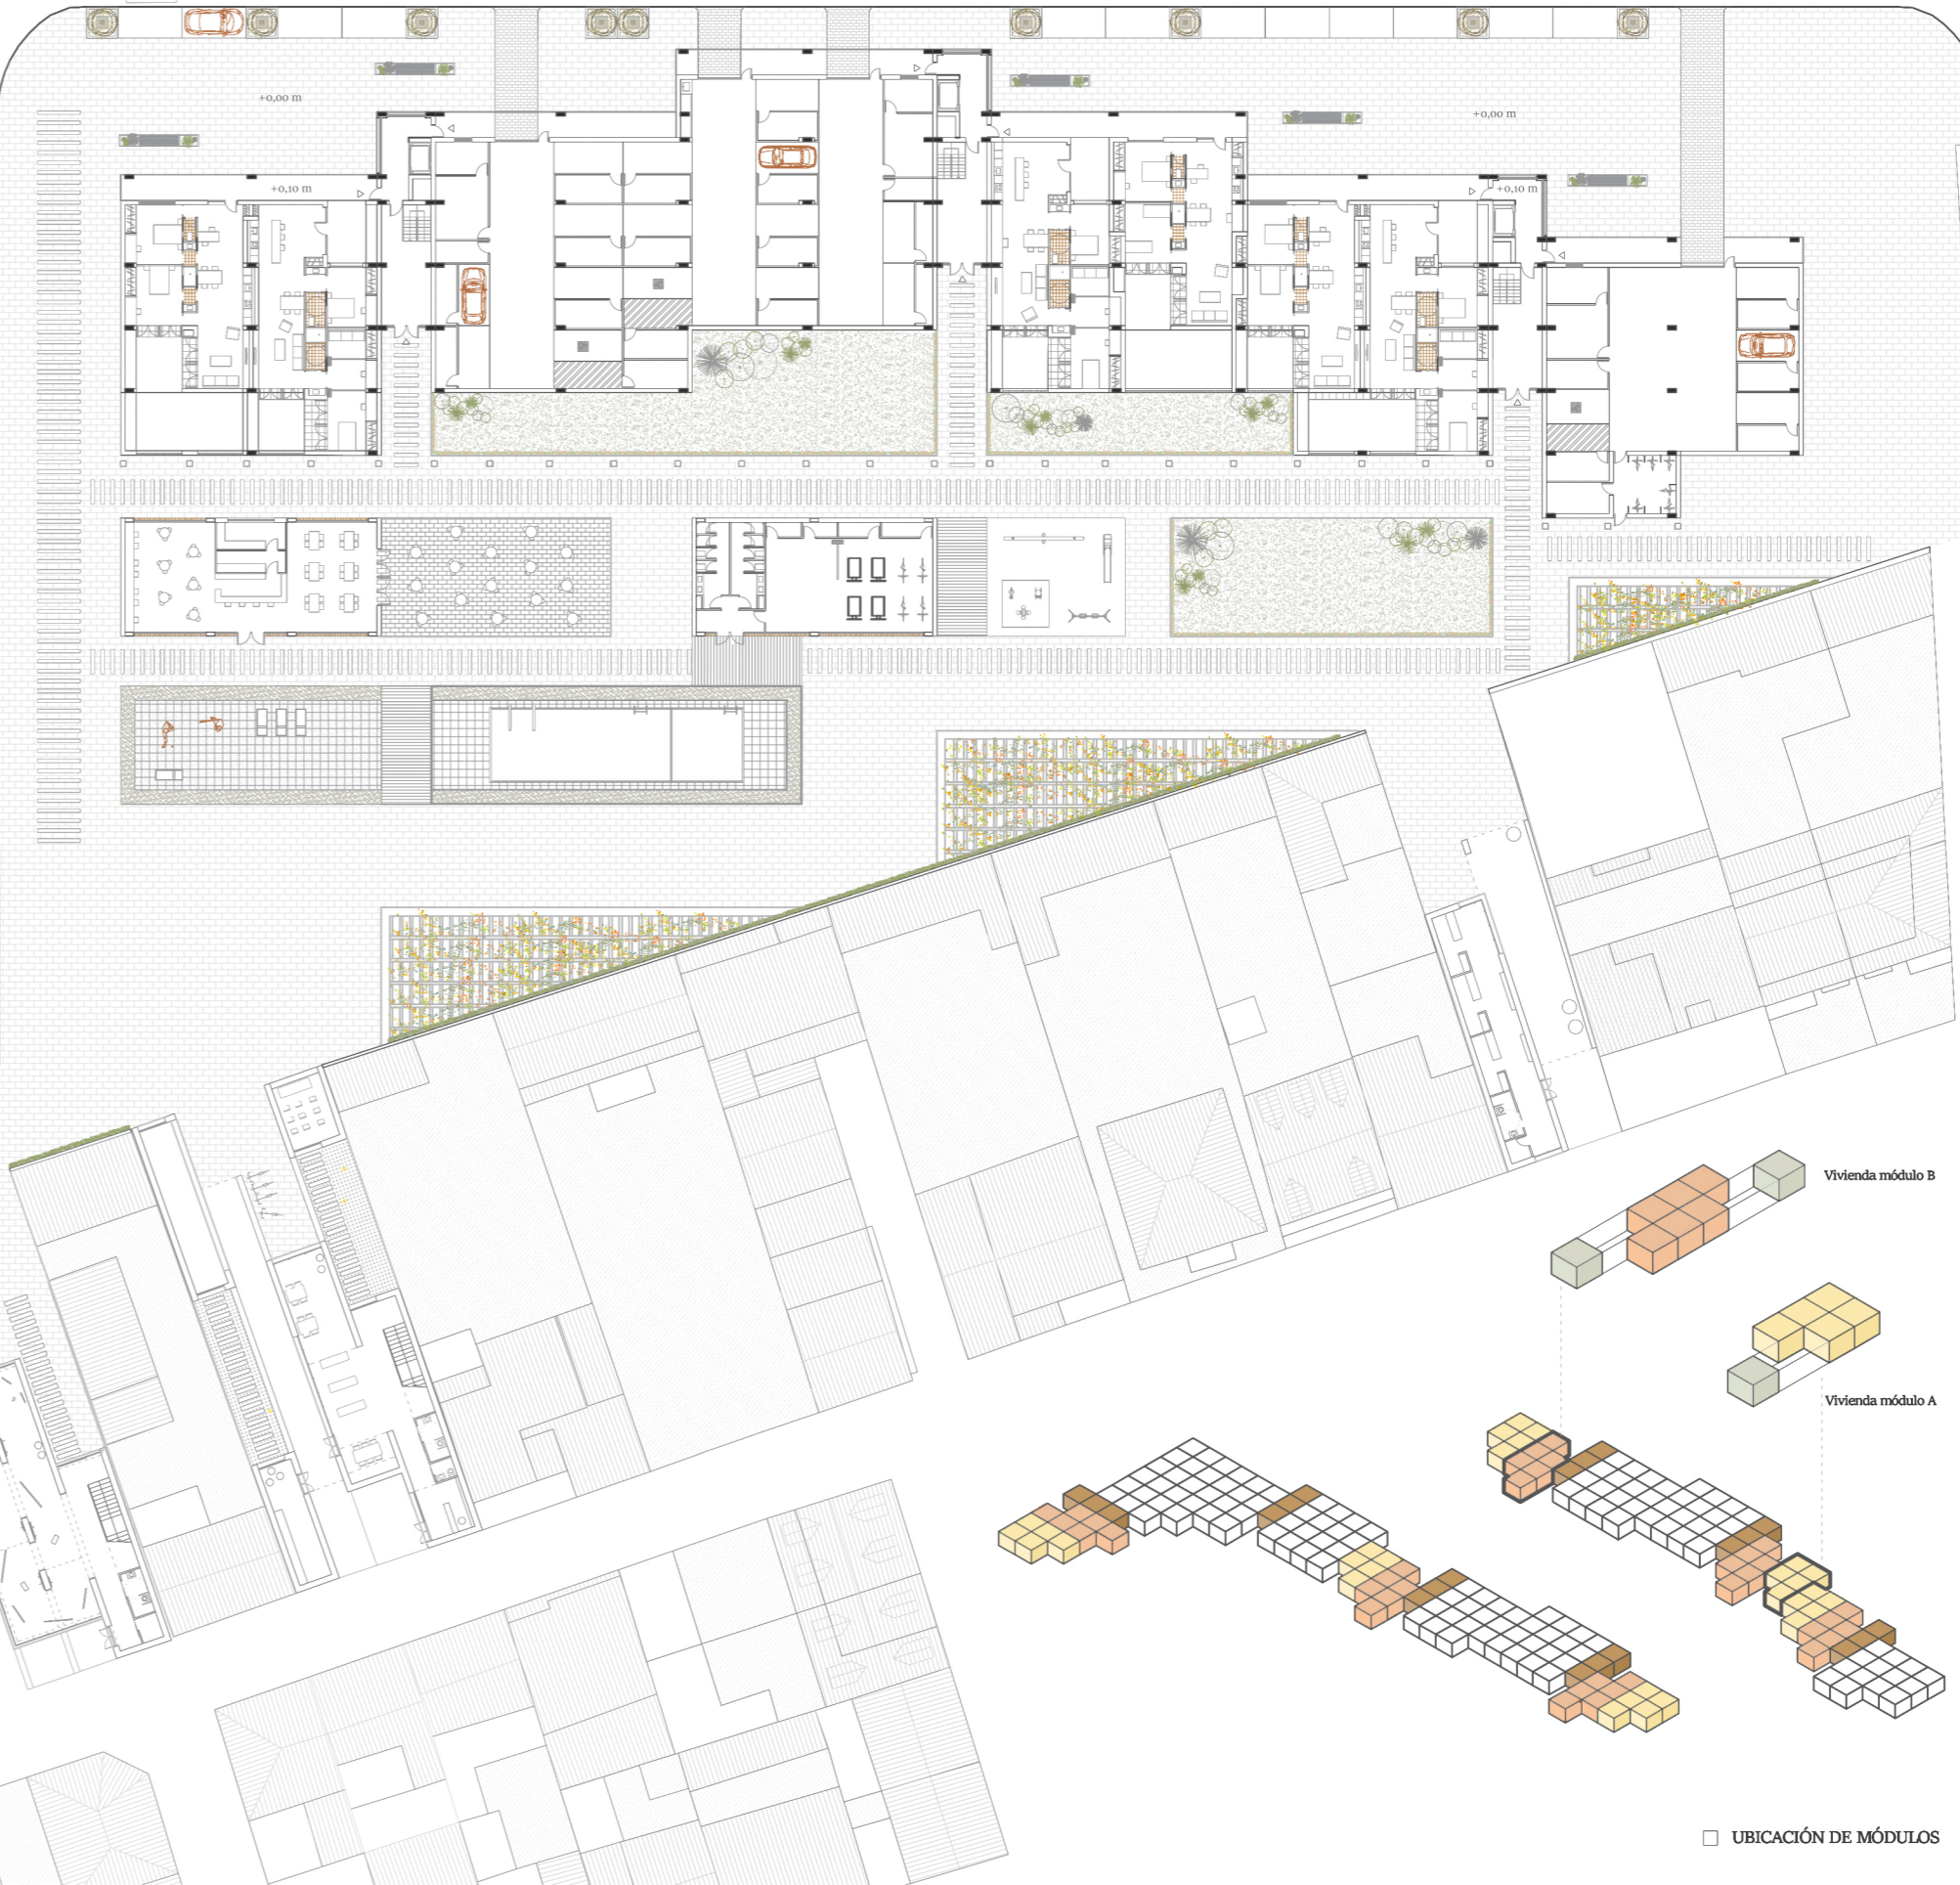 +0,00 m
+0,00 m
+0,10 m
+0,10 m
Vivienda módulo B
Vivienda módulo A
UBICACIÓN DE MÓDULOS